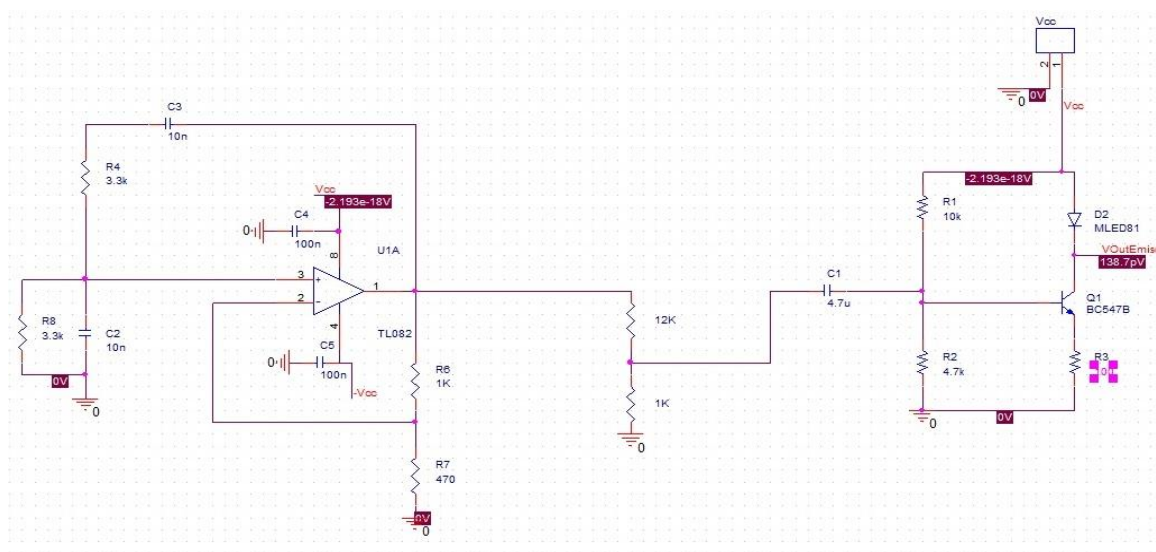 Vcc
2 1
0 0V
Vcc
C3
10n
R4
3.3k
Vcc
-2.193e-18V
-2.193e-18V
R1
10k
D2
MLED81
C4
0
100n
8
U1A
VOutEmis
138.7pV
3
+
1
2
-
C1
4.7u
Q1
BC547B
R8
3.3k
C2
10n
4
TL082
12K
C5
0
100n
-Vcc
R6
1K
R2
4.7k
R3
0V
0
1K
0
0
0V
R7
470
0V
0